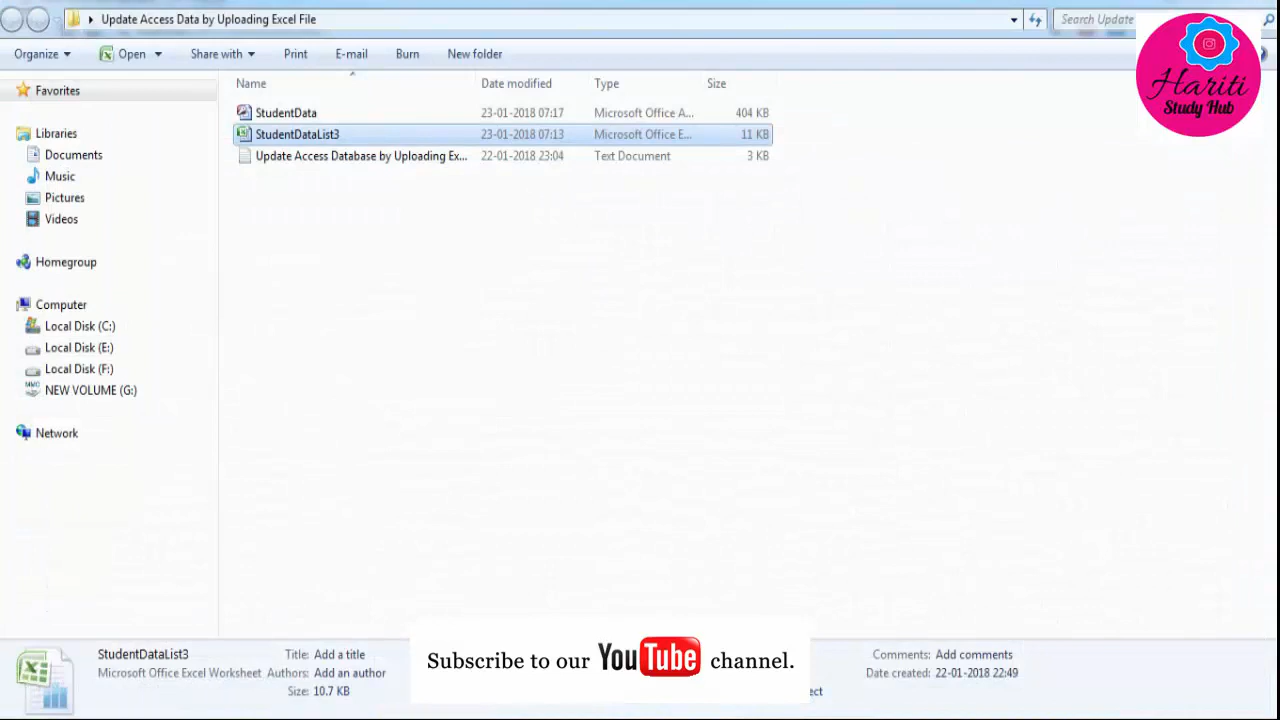 Update Access Data by Uploading Excel File
Search Update
Organize
Open
Share with
Print
E-mail
Burn
New folder
Hariti
Study Hub
Favorites
Libraries
Documents
Music
Pictures
Videos
Homegroup
Computer
Local Disk (C:)
Local Disk (E:)
Local Disk (F:)
NEW VOLUME (G:)
Network
Name Date modified Type Size
StudentData 23-01-2018 07:17 Microsoft Office A... 404 KB
StudentDataList3 23-01-2018 07:13 Microsoft Office E... 11 KB
Update Access Database by Uploading Ex... 22-01-2018 23:04 Text Document 3 KB
StudentDataList3 Title: Add a title Comments: Add comments
Microsoft Office Excel Worksheet Authors: Add an author Date created: 22-01-2018 22:49
Size: 10.7 KB
Subscribe to our YouTube channel.